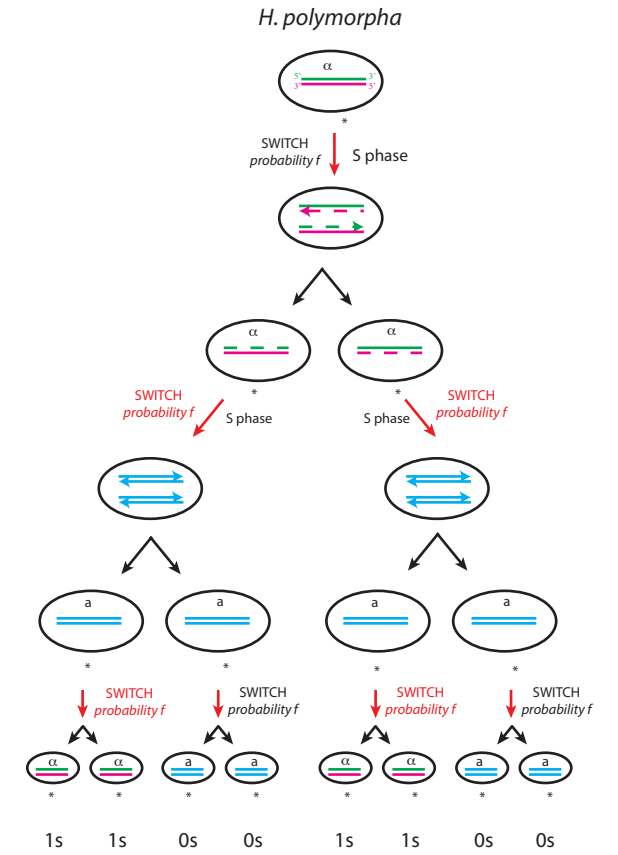 H. polymorpha
α
5' 3'
3' 5'
*
SWITCH
probability f
S phase
α α
* *
SWITCH
probability f
S phase
S phase
SWITCH
probability f
a a a a
* * * *
SWITCH
probability f
SWITCH
probability f
SWITCH
probability f
SWITCH
probability f
α α a a α α a a
* * * * * * * *
1s 1s 0s 0s 1s 1s 0s 0s